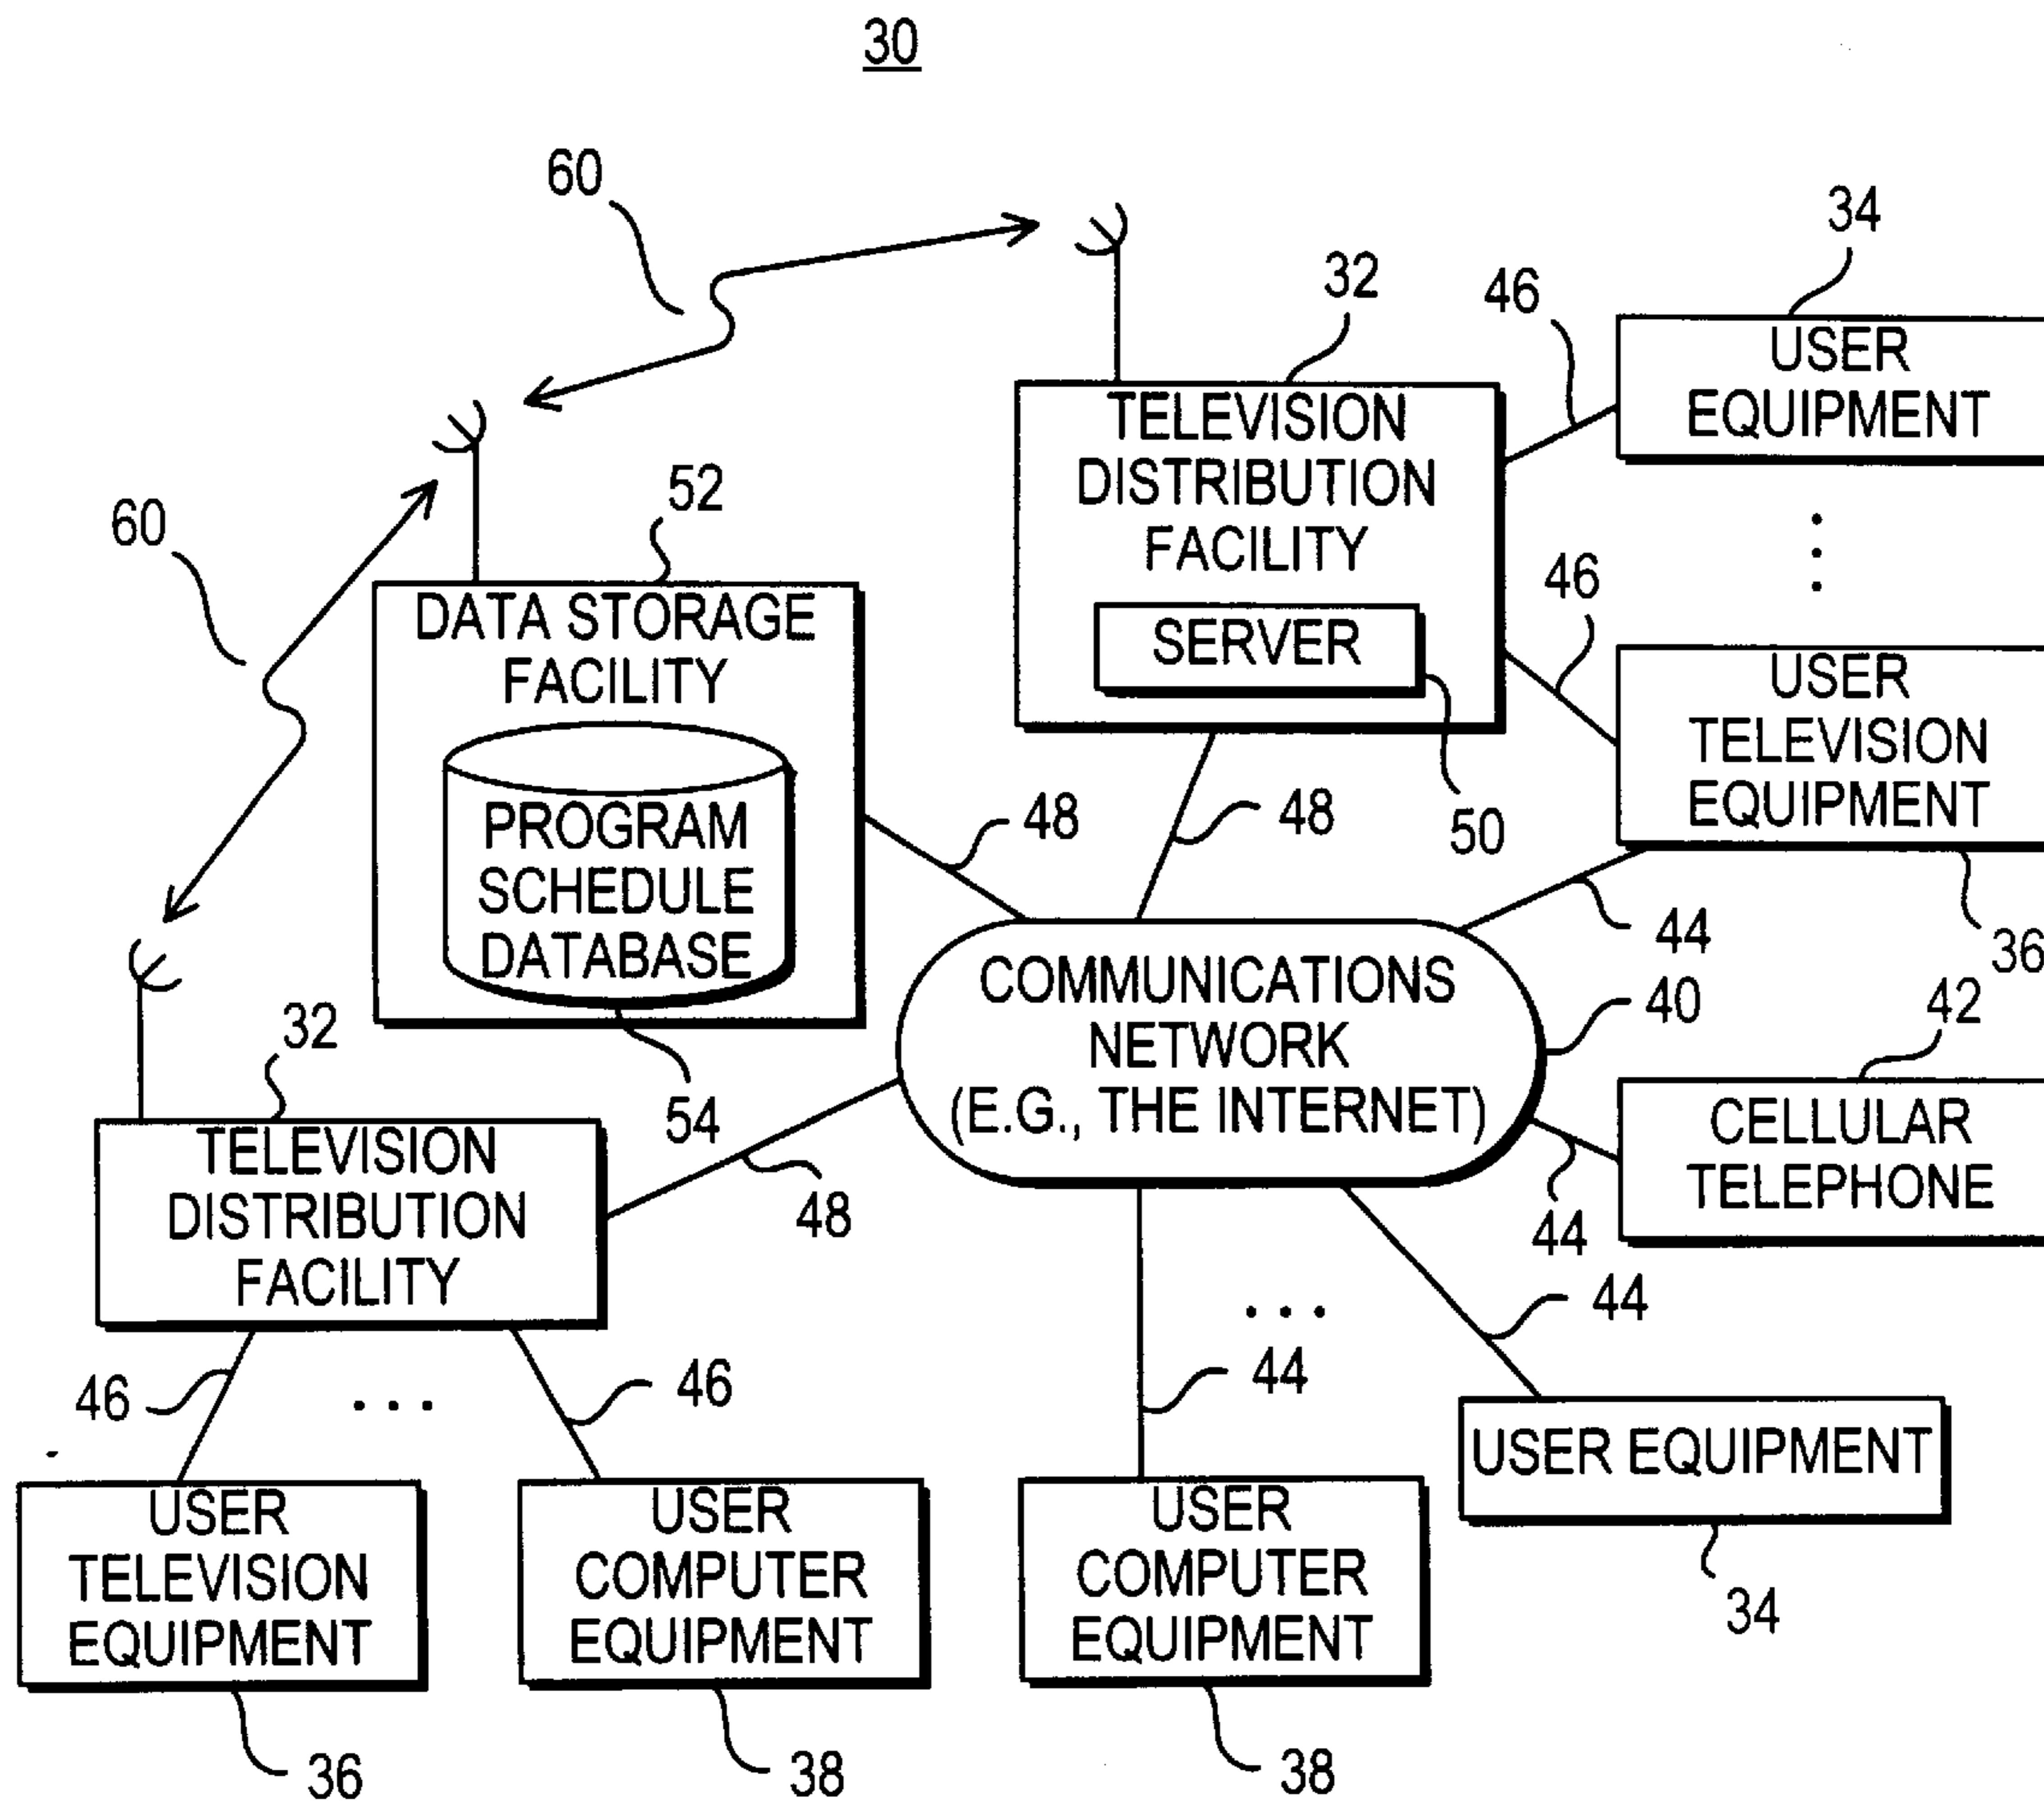 30
60
34
32
46
USER
EQUIPMENT
TELEVISION
DISTRIBUTION
FACILITY
SERVER
50
60
52
46
DATA STORAGE
FACILITY
PROGRAM
SCHEDULE
DATABASE
54
USER
TELEVISION
EQUIPMENT
36
48
48
44
COMMUNICATIONS
NETWORK
(E.G., THE INTERNET)
40
42
CELLULAR
TELEPHONE
44
32
TELEVISION
DISTRIBUTION
FACILITY
48
44
44
46
46
USER
TELEVISION
EQUIPMENT
36
USER
COMPUTER
EQUIPMENT
38
USER
COMPUTER
EQUIPMENT
38
USER EQUIPMENT
34